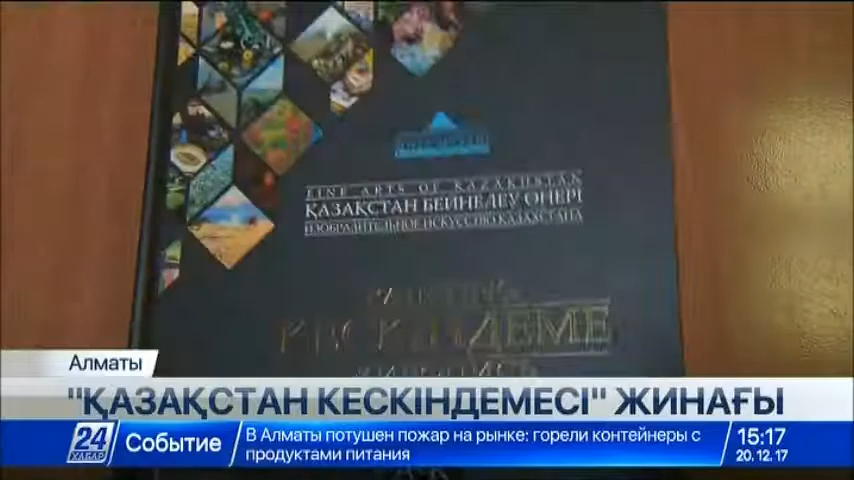 FINE ARTS OF KAZAKHSTAN
ҚАЗАҚСТАН БЕЙНЕЛЕУ ӨНЕРІ
ИЗОБРАЗИТЕЛЬНОЕ ИСКУССТВО КАЗАХСТАНА
КЕСКІНДЕМЕ
Алматы
"ҚАЗАҚСТАН КЕСКІНДЕМЕСІ" ЖИНАҒЫ
24
ХАБАР
Событие
В Алматы потушен пожар на рынке: горели контейнеры с
продуктами питания
15:17
20.12.17